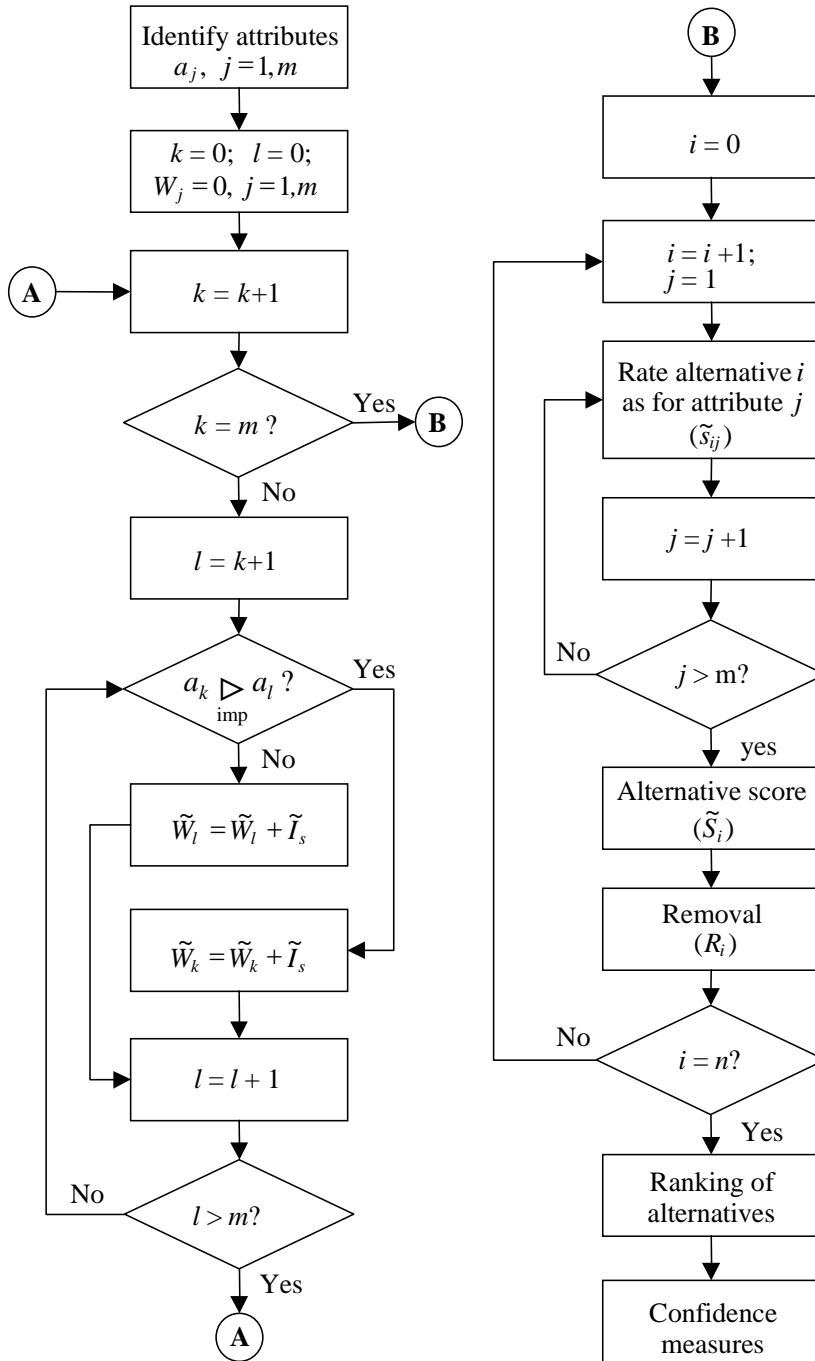 Identify attributes
a_j, j = 1, m
k = 0; l = 0;
W_j = 0, j = 1, m
A
k = k+1
k = m ?
Yes
B
No
l = k+1
a_k ▷ a_l ?
imp
Yes
No
W̃_l = W̃_l + Ĩ_s
W̃_k = W̃_k + Ĩ_s
l = l + 1
No
l > m?
Yes
A
B
i = 0
i = i +1;
j = 1
Rate alternative i
as for attribute j
(s̃_ij)
j = j +1
No
j > m?
yes
Alternative score
(S̃_i)
Removal
(R_i)
No
i = n?
Yes
Ranking of
alternatives
Confidence
measures